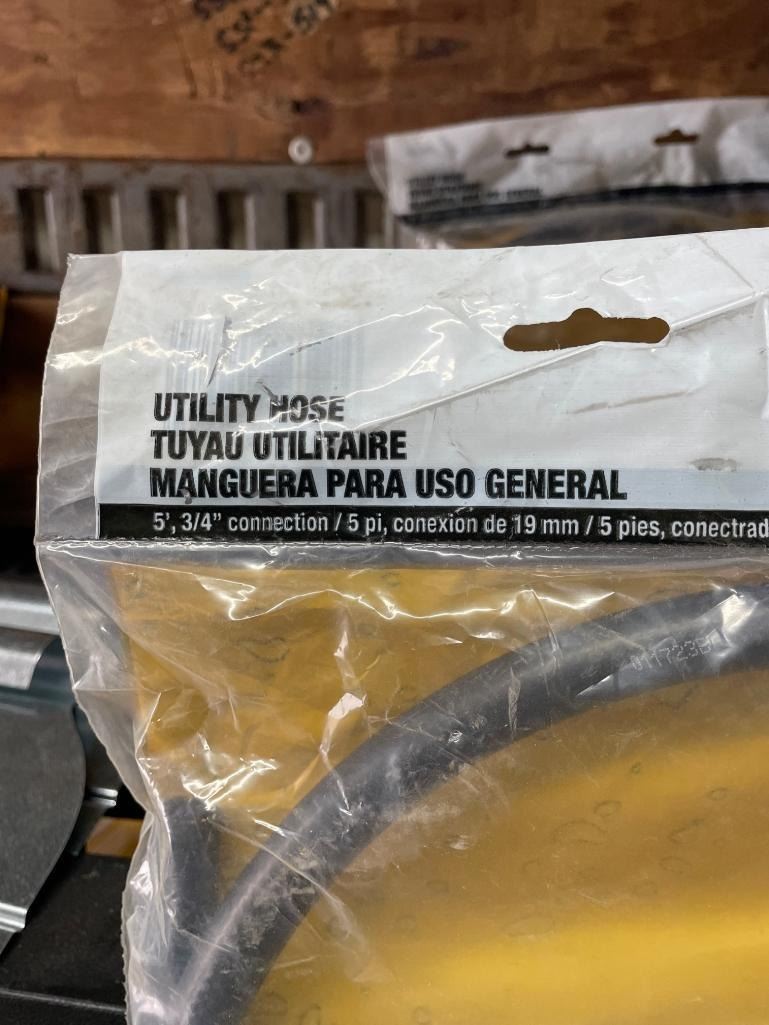 UTILITY HOSE
TUYAU UTILITAIRE
MANGUERA PARA USO GENERAL
5', 3/4" connection / 5 pi, conexion de 19 mm / 5 pies, conectrad